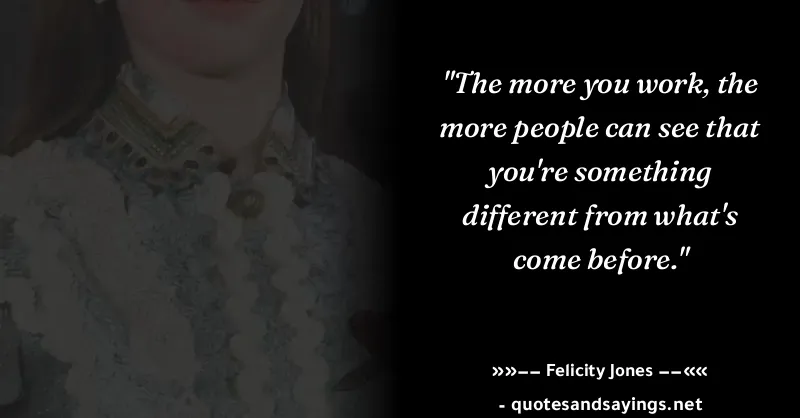 "The more you work, the
more people can see that
you're something
different from what's
come before."
»»−− Felicity Jones −−««
- quotesandsayings.net